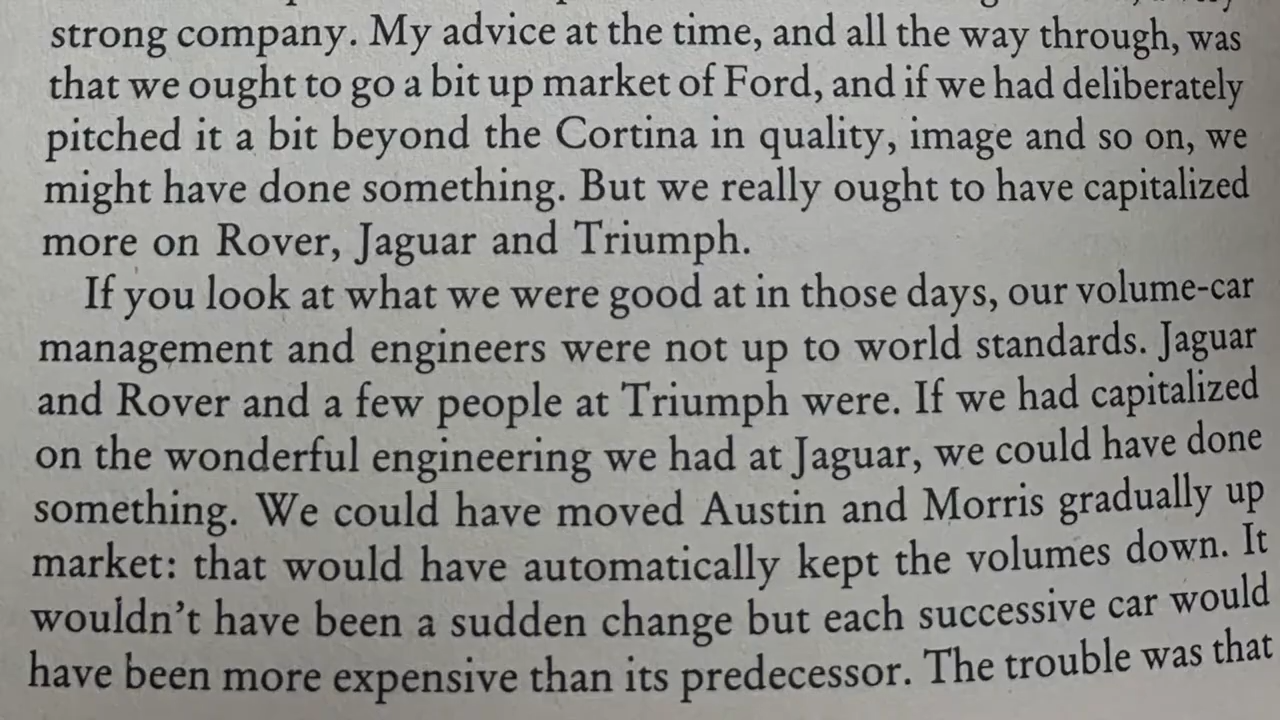 strong company. My advice at the time, and all the way through, was
that we ought to go a bit up market of Ford, and if we had deliberately
pitched it a bit beyond the Cortina in quality, image and so on, we
might have done something. But we really ought to have capitalized
more on Rover, Jaguar and Triumph.
If you look at what we were good at in those days, our volume-car
management and engineers were not up to world standards. Jaguar
and Rover and a few people at Triumph were. If we had capitalized
on the wonderful engineering we had at Jaguar, we could have done
something. We could have moved Austin and Morris gradually up
market: that would have automatically kept the volumes down. It
wouldn't have been a sudden change but each successive car would
have been more expensive than its predecessor. The trouble was that